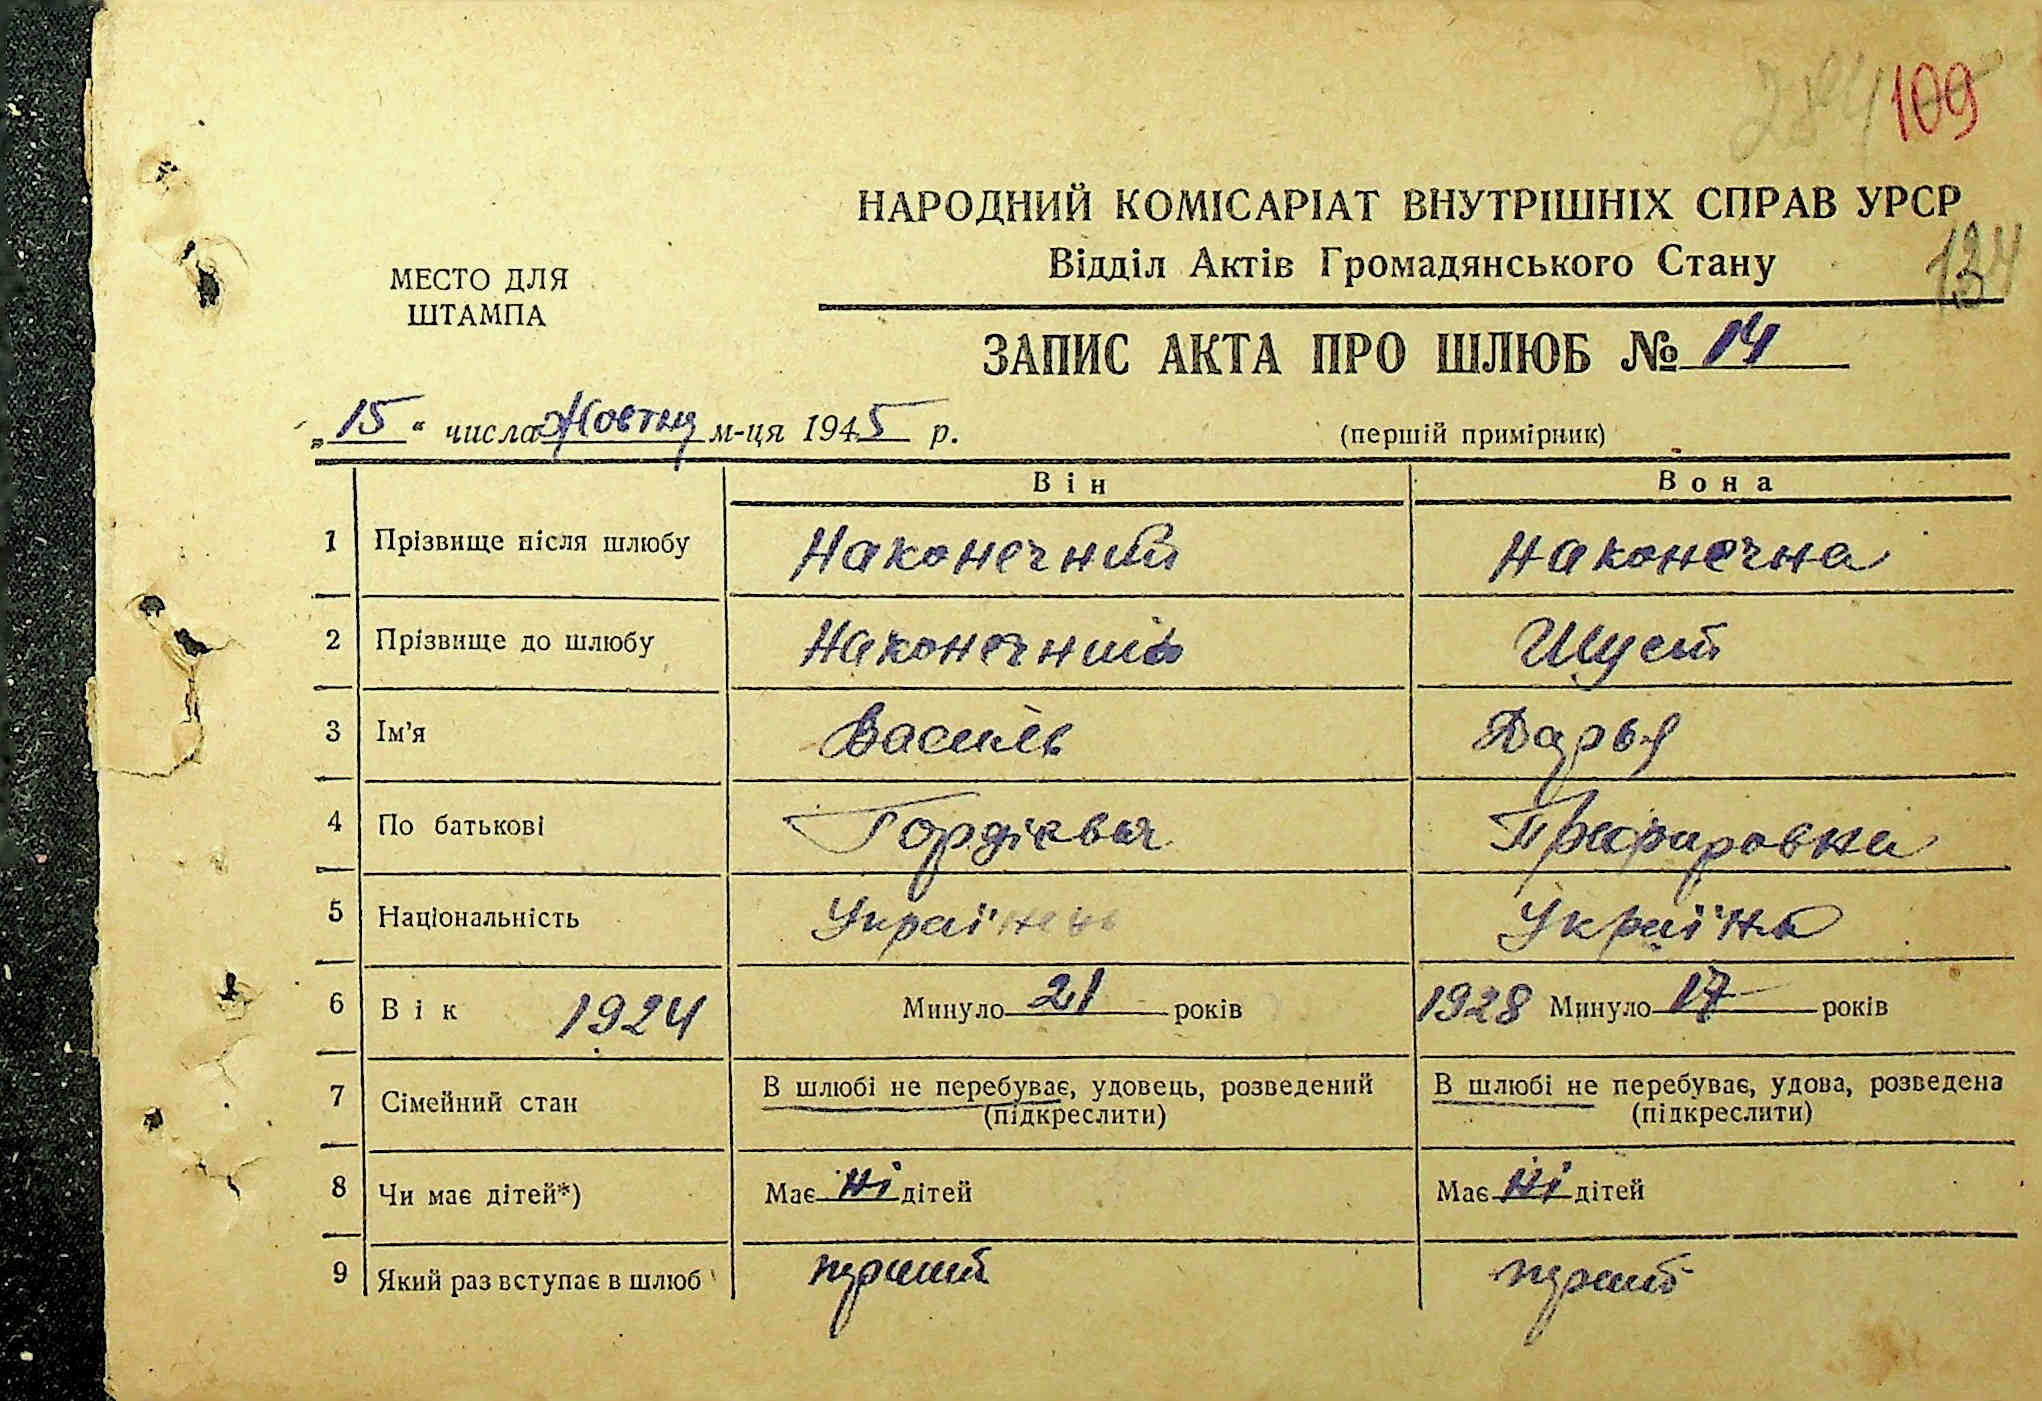 284 109
НАРОДНИЙ КОМІСАРІАТ ВНУТРІШНІХ СПРАВ УРСР
Відділ Актів Громадянського Стану
134
МЕСТО ДЛЯ
ШТАМПА
ЗАПИС АКТА ПРО ШЛЮБ № 14
„15“ числа Жовтня м-ця 1945 р.
(перший примірник)
Він Вона
1 Прізвище після шлюбу Наконечний Наконечна
2 Прізвище до шлюбу Наконечний Шуст
3 Ім’я Василь Дарья
4 По батькові Гордієвич
5 Національність Українець Українка
6 Вік 1924 Минуло 21 років 1928 Минуло 17 років
7 Сімейний стан В шлюбі не перебуває, удовець, розведений В шлюбі не перебуває, удова, розведена
(підкреслити) (підкреслити)
8 Чи має дітей*) Має ні дітей Має ні дітей
9 Який раз вступає в шлюб перший перший